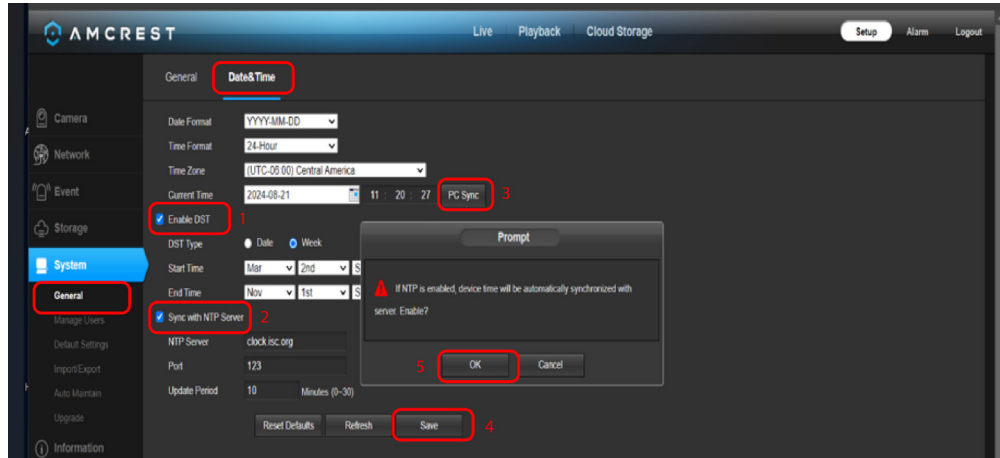 AMCREST Live Playback Cloud Storage Setup Alarm Logout
General Date&Time
Camera
Network
Event
Storage
System
General
Manage Users
Default Settings
Import/Export
Auto Maintain
Upgrade
Information
Date Format YYYY-MM-DD
Time Format 24-Hour
Time Zone (UTC-06:00) Central America
Current Time 2024-08-21 11 : 20 : 27 PC Sync 3
Enable DST 1
DST Type Date Week
Start Time Mar 2nd S
End Time Nov 1st S
Sync with NTP Server 2
NTP Server clock.isc.org
Port 123
Update Period 10 Minutes (0~30)
Reset Defaults Refresh Save 4
Prompt
If NTP is enabled, device time will be automatically synchronized with
server. Enable?
5 OK Cancel